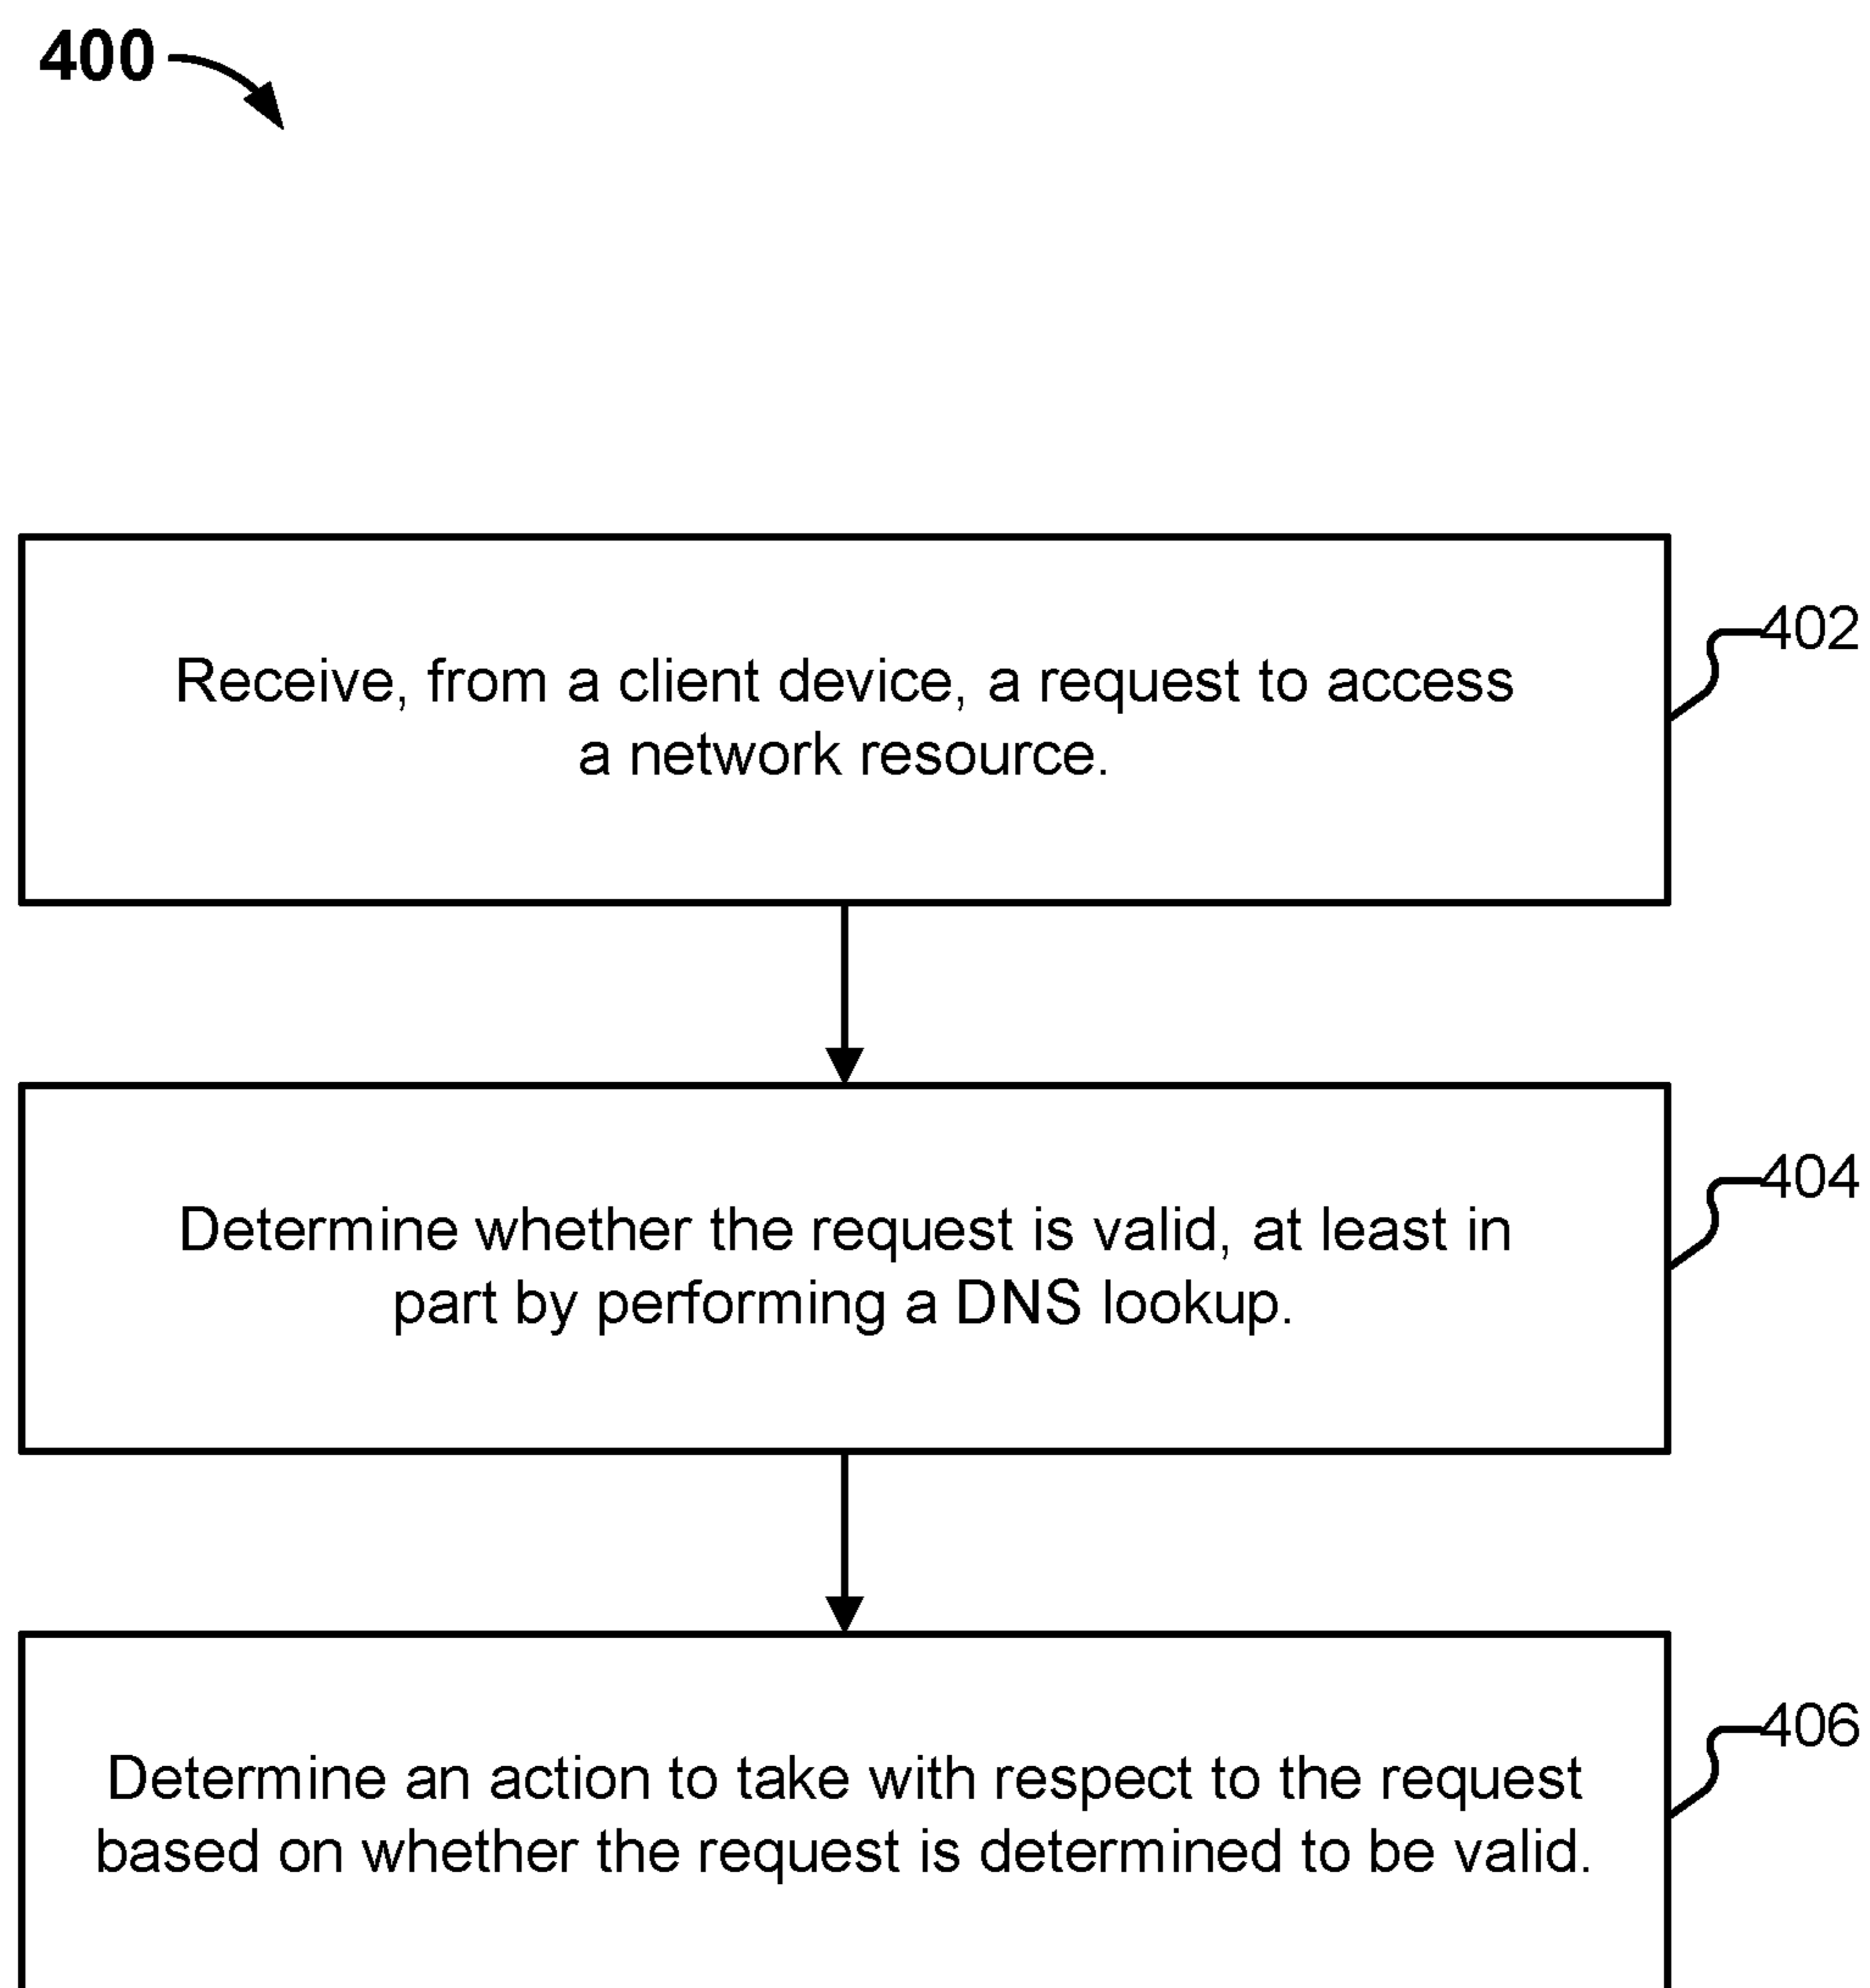 400
Receive, from a client device, a request to access
a network resource.
402
Determine whether the request is valid, at least in
part by performing a DNS lookup.
404
Determine an action to take with respect to the request
based on whether the request is determined to be valid.
406